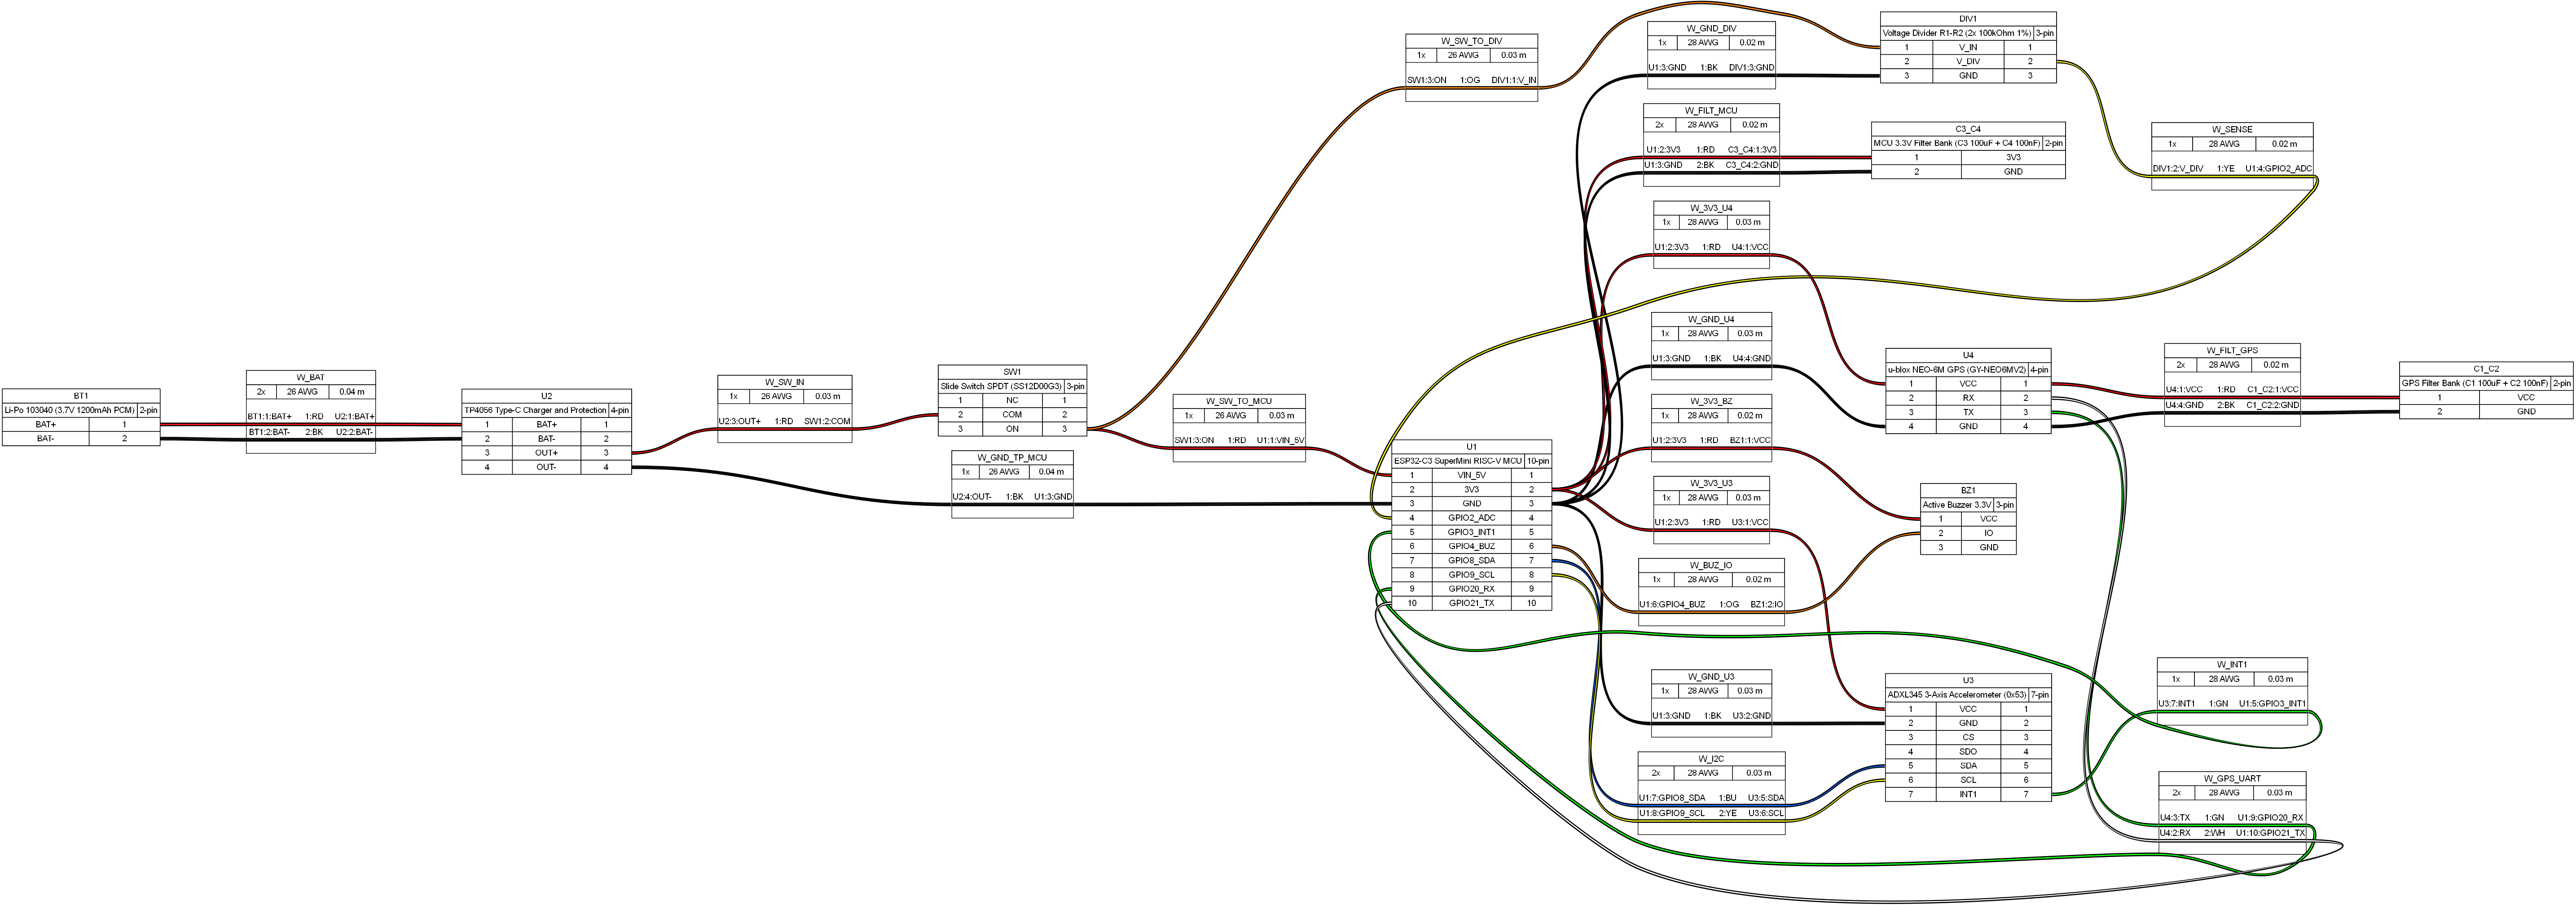 BT1
Li-Po 103040 (3.7V 1200mAh PCM) 2-pin
BAT+ 1
BAT- 2
W_BAT
2x 26 AWG 0.04 m
BT1:1:BAT+ 1:RD U2:1:BAT+
BT1:2:BAT- 2:BK U2:2:BAT-
U2
TP4056 Type-C Charger and Protection 4-pin
1 BAT+ 1
2 BAT- 2
3 OUT+ 3
4 OUT- 4
W_SW_IN
1x 26 AWG 0.03 m
U2:3:OUT+ 1:RD SW1:2:COM
SW1
Slide Switch SPDT (SS12D00G3) 3-pin
1 NC 1
2 COM 2
3 ON 3
W_GND_TP_MCU
1x 26 AWG 0.04 m
U2:4:OUT- 1:BK U1:3:GND
W_SW_TO_MCU
1x 26 AWG 0.03 m
SW1:3:ON 1:RD U1:1:VIN_5V
W_SW_TO_DIV
1x 26 AWG 0.03 m
SW1:3:ON 1:OG DIV1:1:V_IN
U1
ESP32-C3 SuperMini RISC-V MCU 10-pin
1 VIN_5V 1
2 3V3 2
3 GND 3
4 GPIO2_ADC 4
5 GPIO3_INT1 5
6 GPIO4_BUZ 6
7 GPIO8_SDA 7
8 GPIO9_SCL 8
9 GPIO20_RX 9
10 GPIO21_TX 10
W_GND_DIV
1x 28 AWG 0.02 m
U1:3:GND 1:BK DIV1:3:GND
W_FILT_MCU
2x 28 AWG 0.02 m
U1:2:3V3 1:RD C3_C4:1:3V3
U1:3:GND 2:BK C3_C4:2:GND
W_3V3_U4
1x 28 AWG 0.03 m
U1:2:3V3 1:RD U4:1:VCC
W_GND_U4
1x 28 AWG 0.03 m
U1:3:GND 1:BK U4:4:GND
W_3V3_BZ
1x 28 AWG 0.02 m
U1:2:3V3 1:RD BZ1:1:VCC
W_3V3_U3
1x 28 AWG 0.03 m
U1:2:3V3 1:RD U3:1:VCC
W_BUZ_IO
1x 28 AWG 0.02 m
U1:6:GPIO4_BUZ 1:OG BZ1:2:IO
W_GND_U3
1x 28 AWG 0.03 m
U1:3:GND 1:BK U3:2:GND
W_I2C
2x 28 AWG 0.03 m
U1:7:GPIO8_SDA 1:BU U3:5:SDA
U1:8:GPIO9_SCL 2:YE U3:6:SCL
DIV1
Voltage Divider R1-R2 (2x 100kOhm 1%) 3-pin
1 V_IN 1
2 V_DIV 2
3 GND 3
C3_C4
MCU 3.3V Filter Bank (C3 100uF + C4 100nF) 2-pin
1 3V3
2 GND
U4
u-blox NEO-6M GPS (GY-NEO6MV2) 4-pin
1 VCC 1
2 RX 2
3 TX 3
4 GND 4
BZ1
Active Buzzer 3.3V 3-pin
1 VCC
2 IO
3 GND
U3
ADXL345 3-Axis Accelerometer (0x53) 7-pin
1 VCC 1
2 GND 2
3 CS 3
4 SDO 4
5 SDA 5
6 SCL 6
7 INT1 7
W_SENSE
1x 28 AWG 0.02 m
DIV1:2:V_DIV 1:YE U1:4:GPIO2_ADC
W_FILT_GPS
2x 28 AWG 0.02 m
U4:1:VCC 1:RD C1_C2:1:VCC
U4:4:GND 2:BK C1_C2:2:GND
W_INT1
1x 28 AWG 0.03 m
U3:7:INT1 1:GN U1:5:GPIO3_INT1
W_GPS_UART
2x 28 AWG 0.03 m
U4:3:TX 1:GN U1:9:GPIO20_RX
U4:2:RX 2:WH U1:10:GPIO21_TX
C1_C2
GPS Filter Bank (C1 100uF + C2 100nF) 2-pin
1 VCC
2 GND